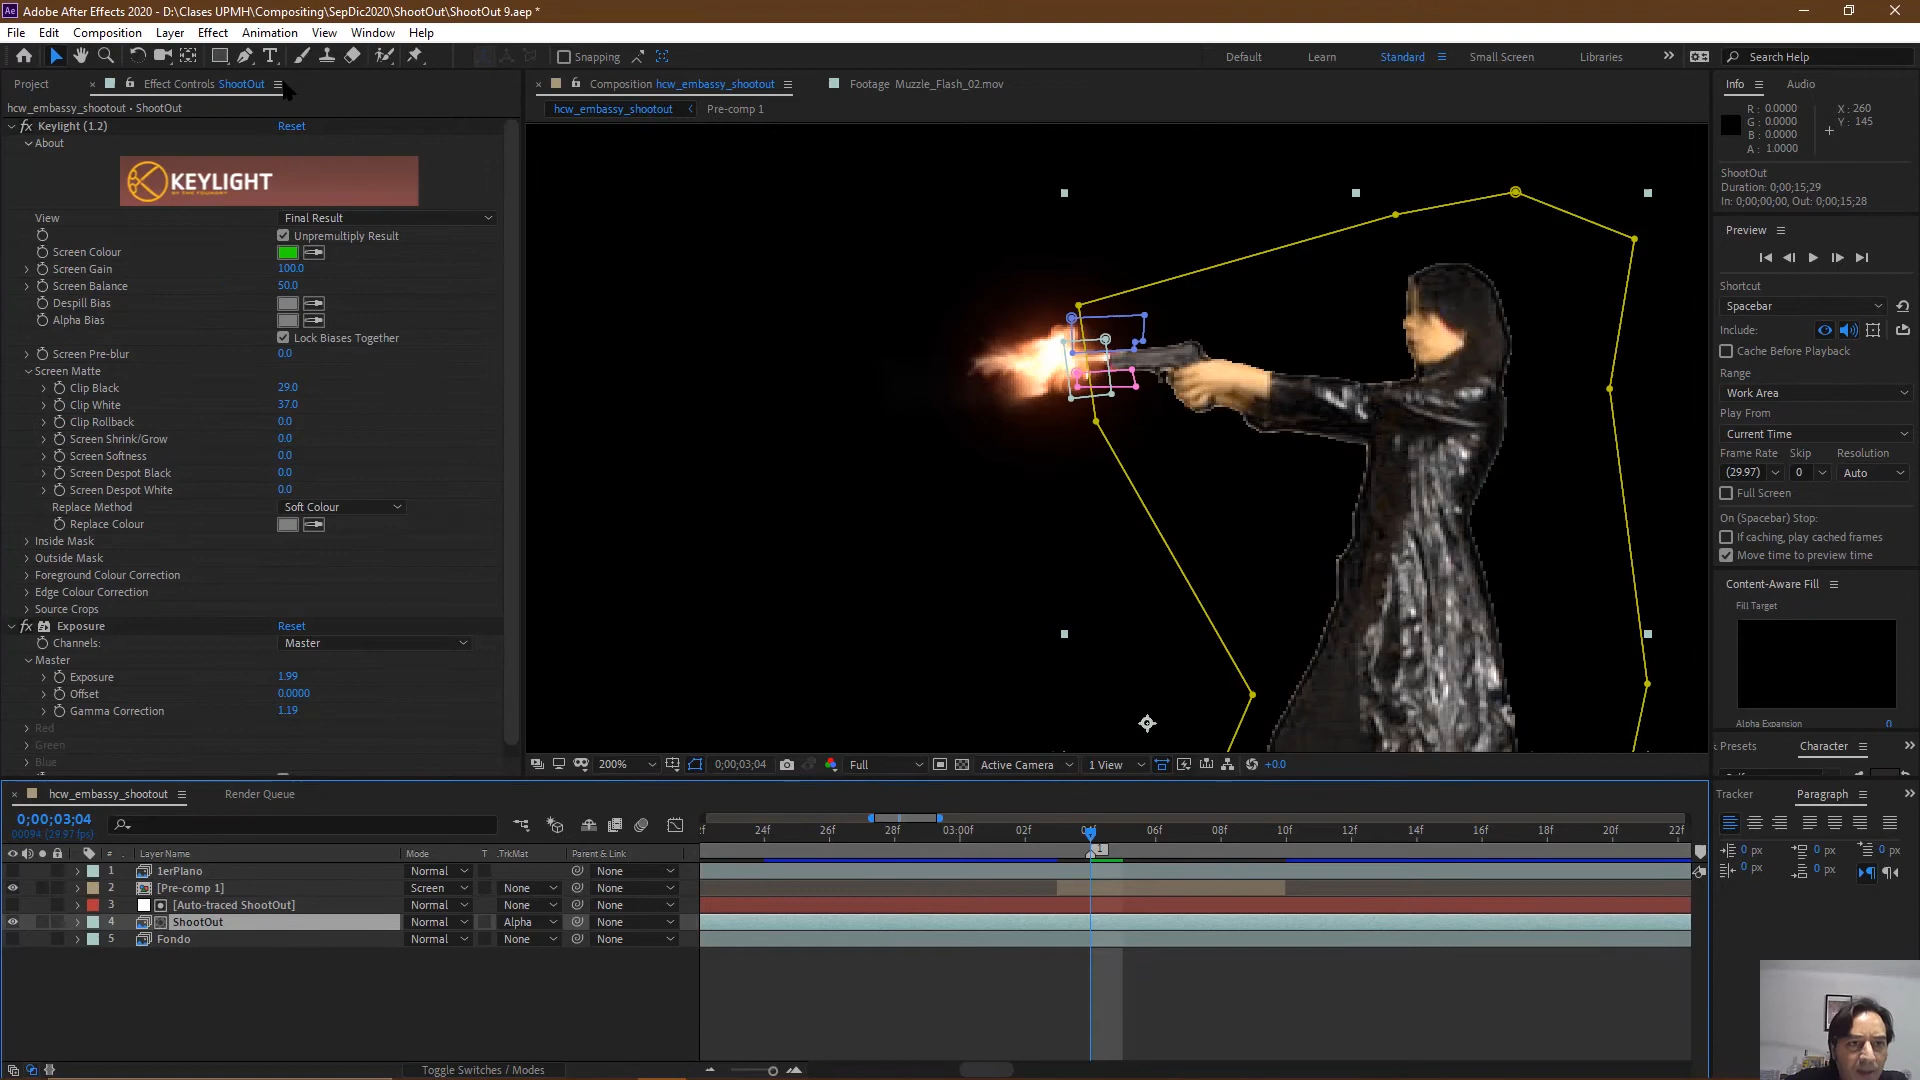 Adobe After Effects 2020 - D:\Clases UPMH\Compositing\SepDic2020\ShootOut\ShootOut 9.aep *
File Edit Composition Layer Effect Animation View Window Help
Snapping Default Learn Standard Small Screen Libraries Search Help
Project Effect Controls ShootOut Composition hcw_embassy_shootout Footage Muzzle_Flash_02.mov Info Audio
hcw_embassy_shootout • ShootOut hcw_embassy_shootout Pre-comp 1
R : 0.0000 X : 260
G : 0.0000 Y : 145
B : 0.0000
A : 1.0000
fx Keylight (1.2) Reset
About
KEYLIGHT
BY THE FOUNDRY
View Final Result
Unpremultiply Result
Screen Colour
Screen Gain 100.0
Screen Balance 50.0
Despill Bias
Alpha Bias
Lock Biases Together
Screen Pre-blur 0.0
Screen Matte
Clip Black 29.0
Clip White 37.0
Clip Rollback 0.0
Screen Shrink/Grow 0.0
Screen Softness 0.0
Screen Despot Black 0.0
Screen Despot White 0.0
Replace Method Soft Colour
Replace Colour
Inside Mask
Outside Mask
Foreground Colour Correction
Edge Colour Correction
Source Crops
fx Exposure Reset
Channels: Master
Master
Exposure 1.99
Offset 0.0000
Gamma Correction 1.19
Red
Green
Blue
200% 0;00;03;04 Full Active Camera 1 View +0.0
ShootOut
Duration: 0;00;15;29
In: 0;00;00;00, Out: 0;00;15;28
Preview
Shortcut
Spacebar
Include:
Cache Before Playback
Range
Work Area
Play From
Current Time
Frame Rate Skip Resolution
(29.97) 0 Auto
Full Screen
On (Spacebar) Stop:
If caching, play cached frames
Move time to preview time
Content-Aware Fill
Fill Target
Alpha Expansion 0
Presets Character
Tracker Paragraph
0 px 0 px 0 px
0 px 0 px
hcw_embassy_shootout Render Queue
0;00;03;04
00094 (29.97 fps)
24f 26f 28f 03:00f 02f 04f 06f 08f 10f 12f 14f 16f 18f 20f 22f
1
# Layer Name Mode T .TrkMat Parent & Link
1 1erPlano Normal None
2 [Pre-comp 1] Screen None None
3 [Auto-traced ShootOut] Normal None None
4 ShootOut Normal Alpha None
5 Fondo Normal None None
Toggle Switches / Modes